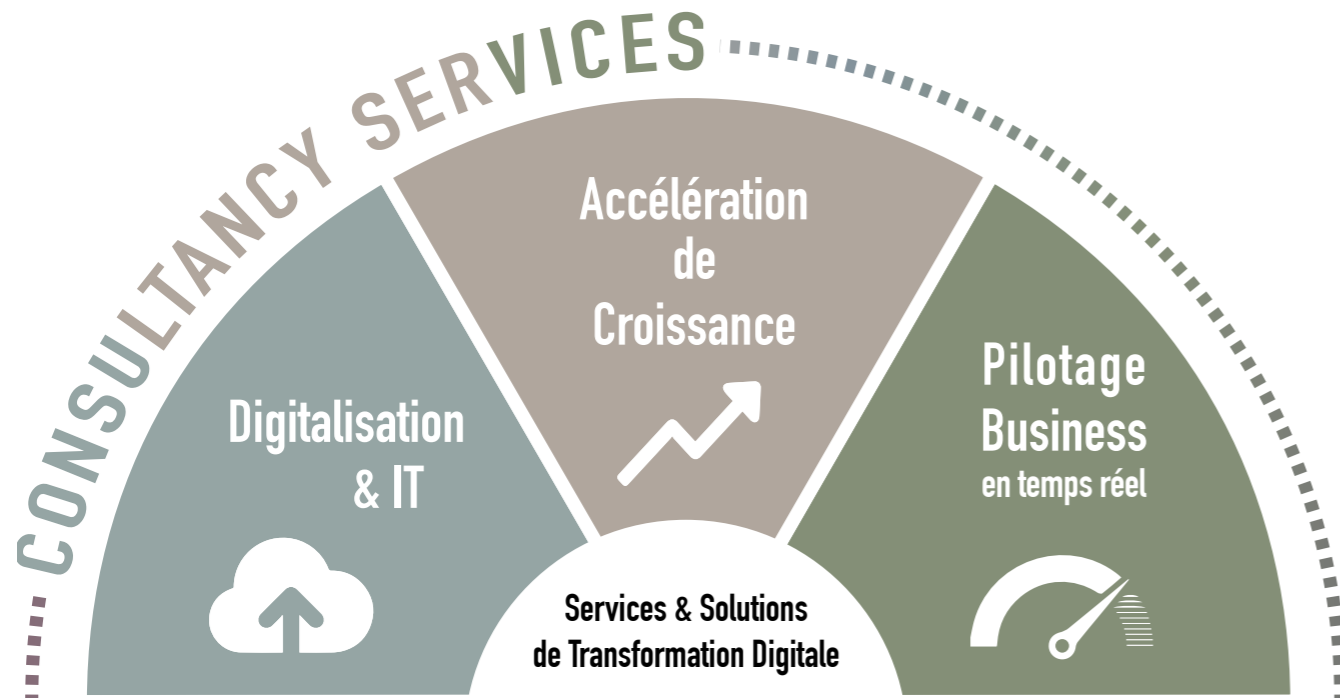 CONSULTANCY SERVICES
Accélération
de
Croissance
Digitalisation
& IT
Pilotage
Business
en temps réel
Services & Solutions
de Transformation Digitale